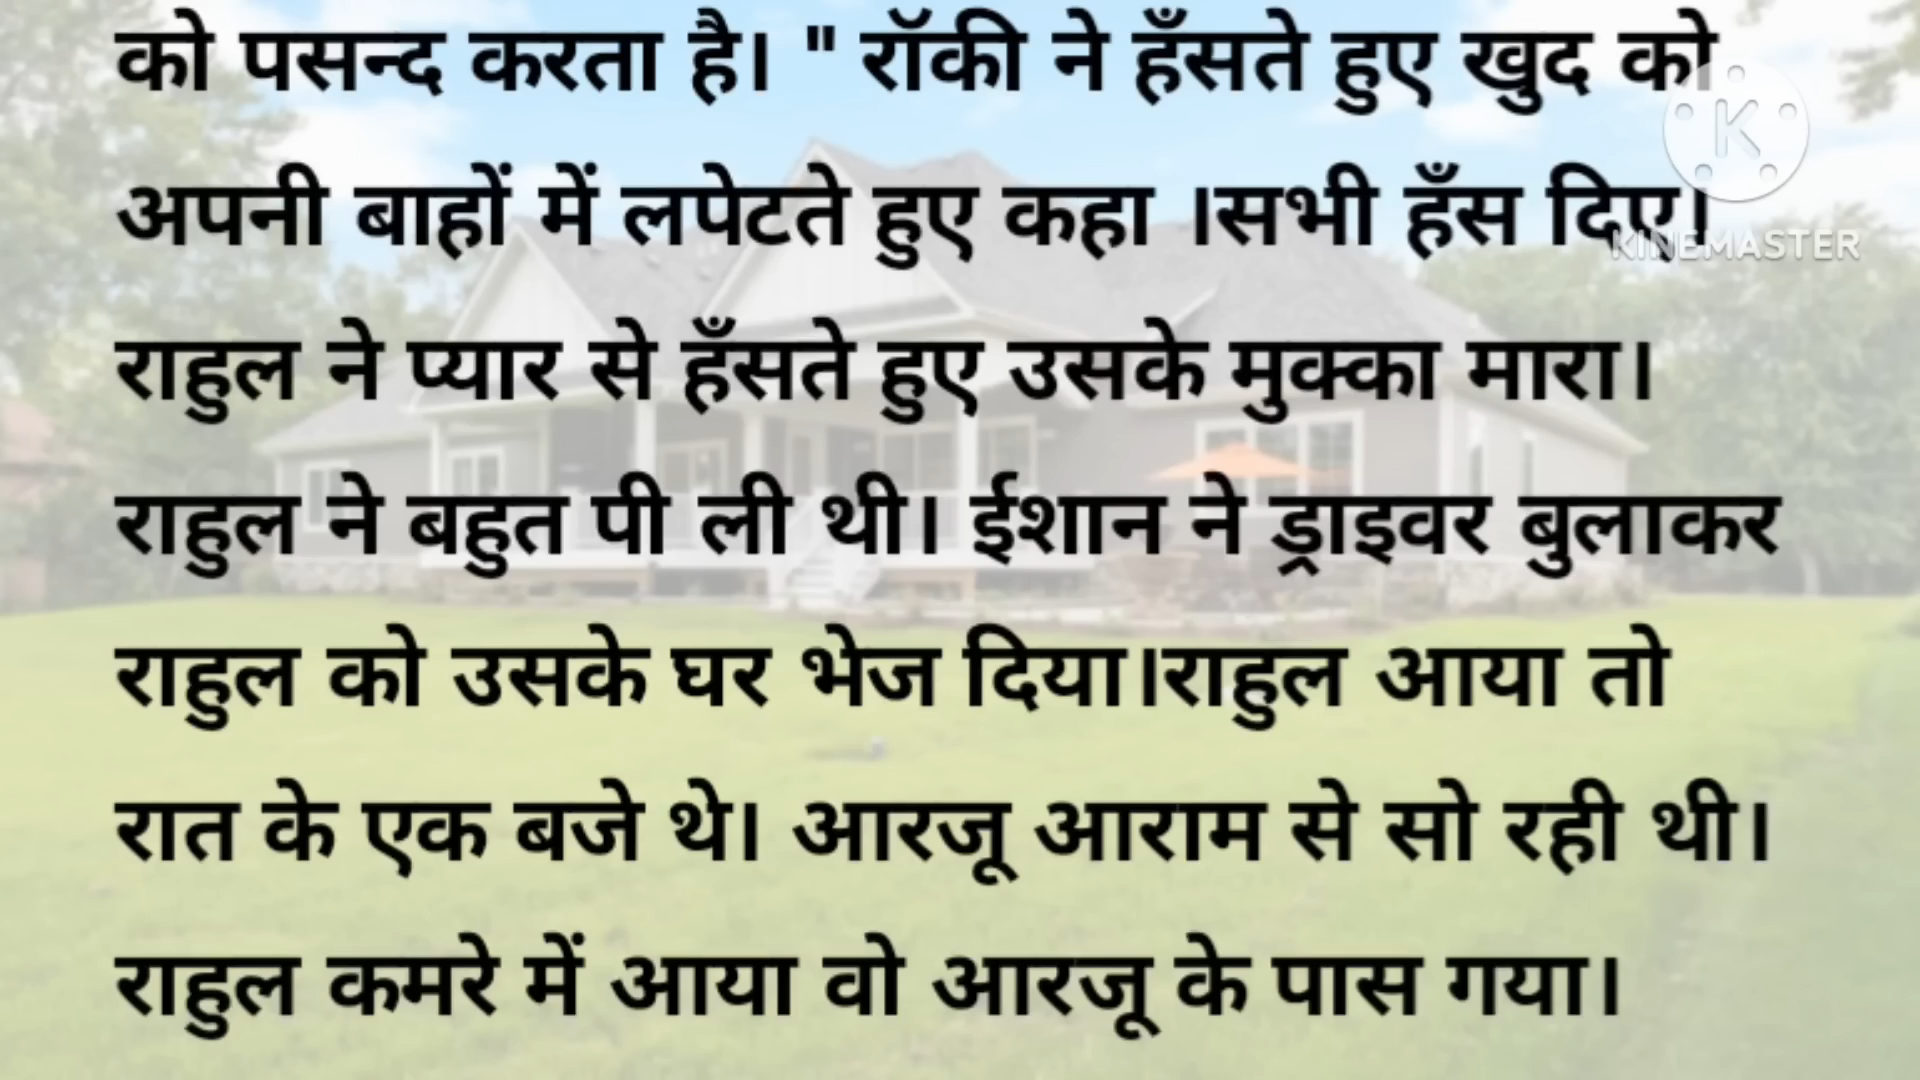 को पसन्द करता है। " रॉकी ने हँसते हुए खुद को
अपनी बाहों में लपेटते हुए कहा ।सभी हँस दिए।
राहुल ने प्यार से हँसते हुए उसके मुक्का मारा।
राहुल ने बहुत पी ली थी। ईशान ने ड्राइवर बुलाकर
राहुल को उसके घर भेज दिया।राहुल आया तो
रात के एक बजे थे। आरजू आराम से सो रही थी।
राहुल कमरे में आया वो आरजू के पास गया।
K
KINEMASTER